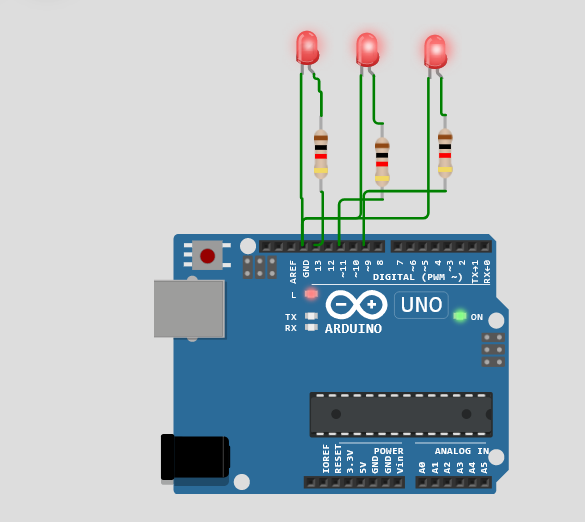 AREF
GND
13
12
~11
~10
~9
8
7
~6
~5
4
~3
2
TX→1
RX←0
DIGITAL (PWM ~)
L
TX
RX
UNO
ARDUINO
ON
IOREF
RESET
3.3V
5V
GND
GND
Vin
POWER
ANALOG IN
A0
A1
A2
A3
A4
A5